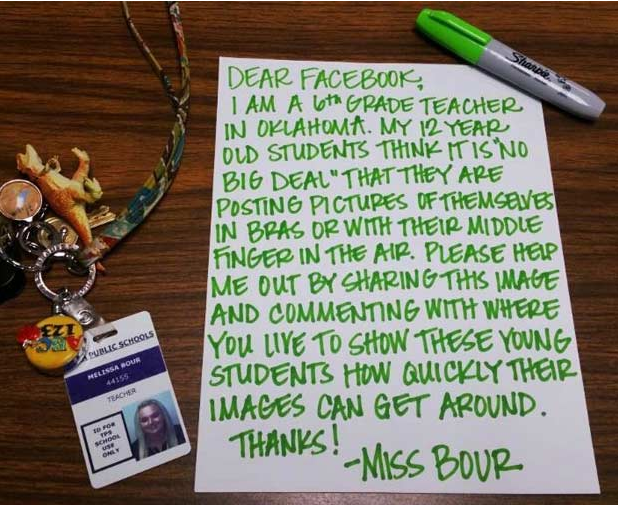 DEAR FACEBOOK,
I AM A 6th GRADE TEACHER
IN OKLAHOMA. MY 12 YEAR
OLD STUDENTS THINK IT IS "NO
BIG DEAL" THAT THEY ARE
POSTING PICTURES OF THEMSELVES
IN BRAS OR WITH THEIR MIDDLE
FINGER IN THE AIR. PLEASE HELP
ME OUT BY SHARING THIS IMAGE
AND COMMENTING WITH WHERE
YOU LIVE TO SHOW THESE YOUNG
STUDENTS HOW QUICKLY THEIR
IMAGES CAN GET AROUND.
THANKS!
-MISS BOUR
Sharpie
PUBLIC SCHOOLS
MELISSA BOUR
44155
TEACHER
ID FOR
TPS
SCHOOL
USE
ONLY
ABC
123